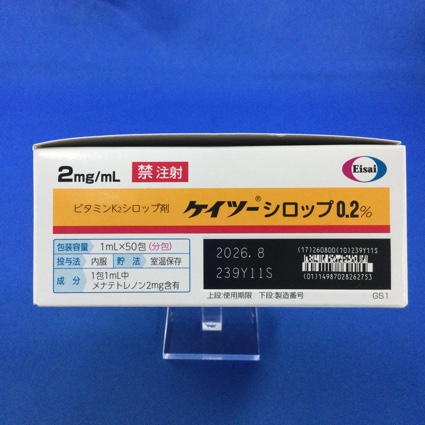 2mg/mL 禁注射
Eisai
ビタミンK2シロップ剤 ケイツー®シロップ0.2%
包装容量 1mL×50包(分包)
投与法 内服 貯法 室温保存
成分 1包1mL中
メナテトレノン2mg含有
2026.8
239Y11S
(17)260800(10)239Y11S
(01)14987028262753
上段:使用期限 下段:製造番号
GS1